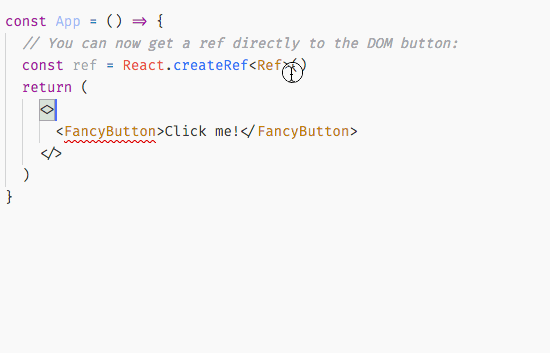 const App = () => {
// You can now get a ref directly to the DOM button:
const ref = React.createRef<Ref>()
return (
<>
<FancyButton>Click me!</FancyButton>
</>
)
}